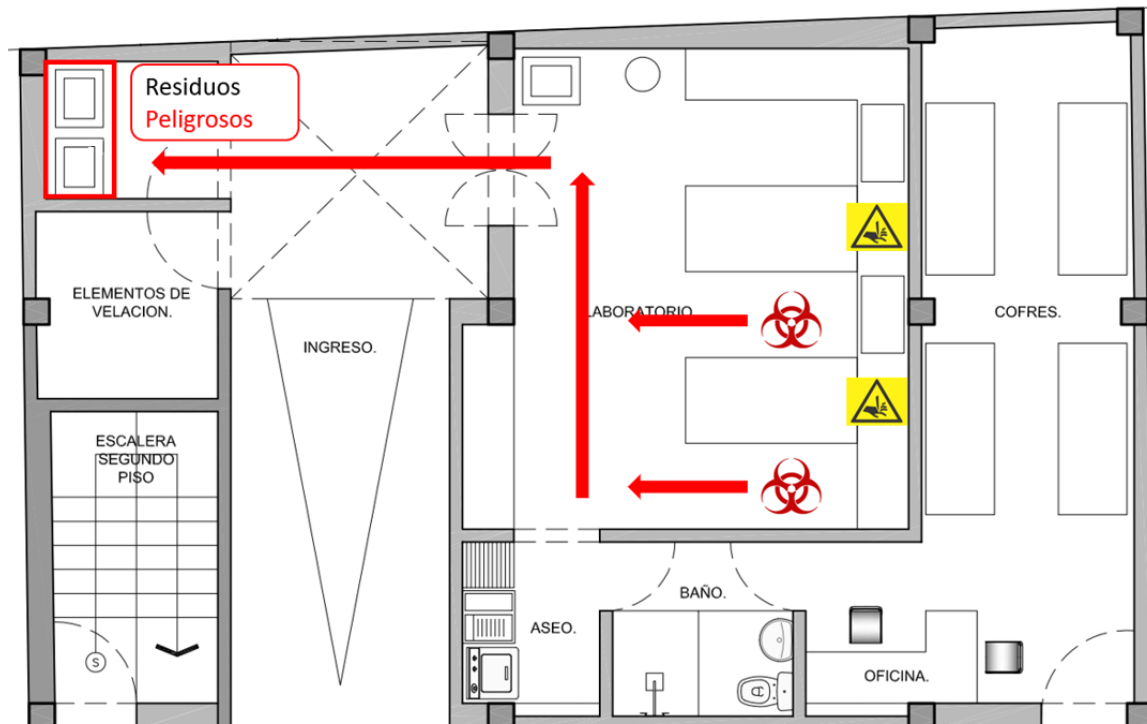 Residuos
Peligrosos
ELEMENTOS DE
VELACION.
INGRESO.
LABORATORIO
COFRES.
ESCALERA
SEGUNDO
PISO
S
BAÑO.
ASEO.
OFICINA.